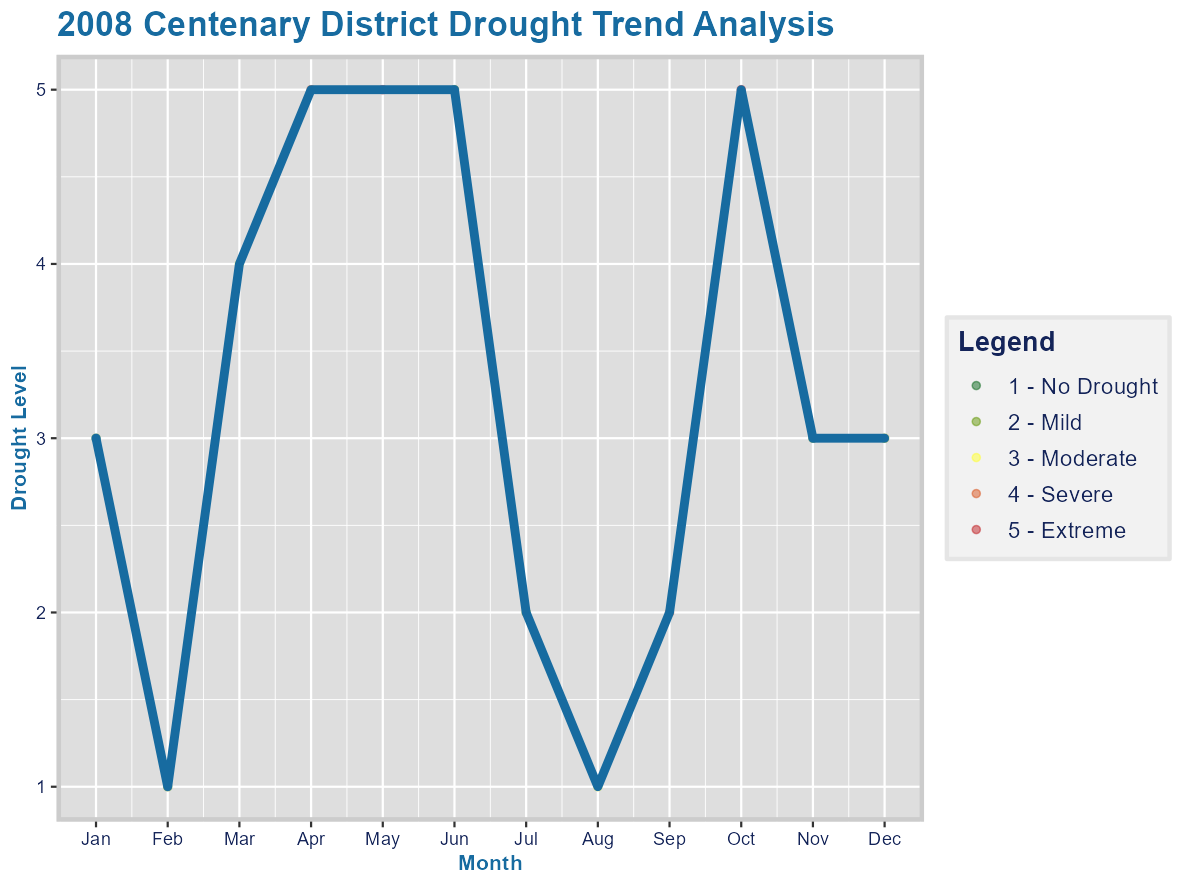 2008 Centenary District Drought Trend Analysis
Drought Level
5
4
3
2
1
Jan Feb Mar Apr May Jun Jul Aug Sep Oct Nov Dec
Month
Legend
1 - No Drought
2 - Mild
3 - Moderate
4 - Severe
5 - Extreme